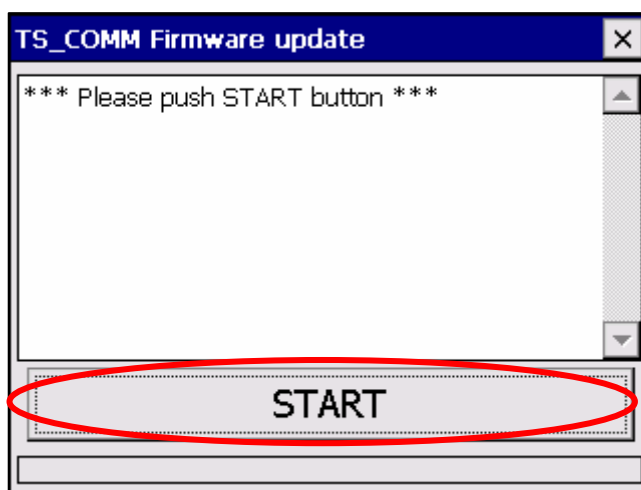 TS_COMM Firmware update
*** Please push START button ***
START